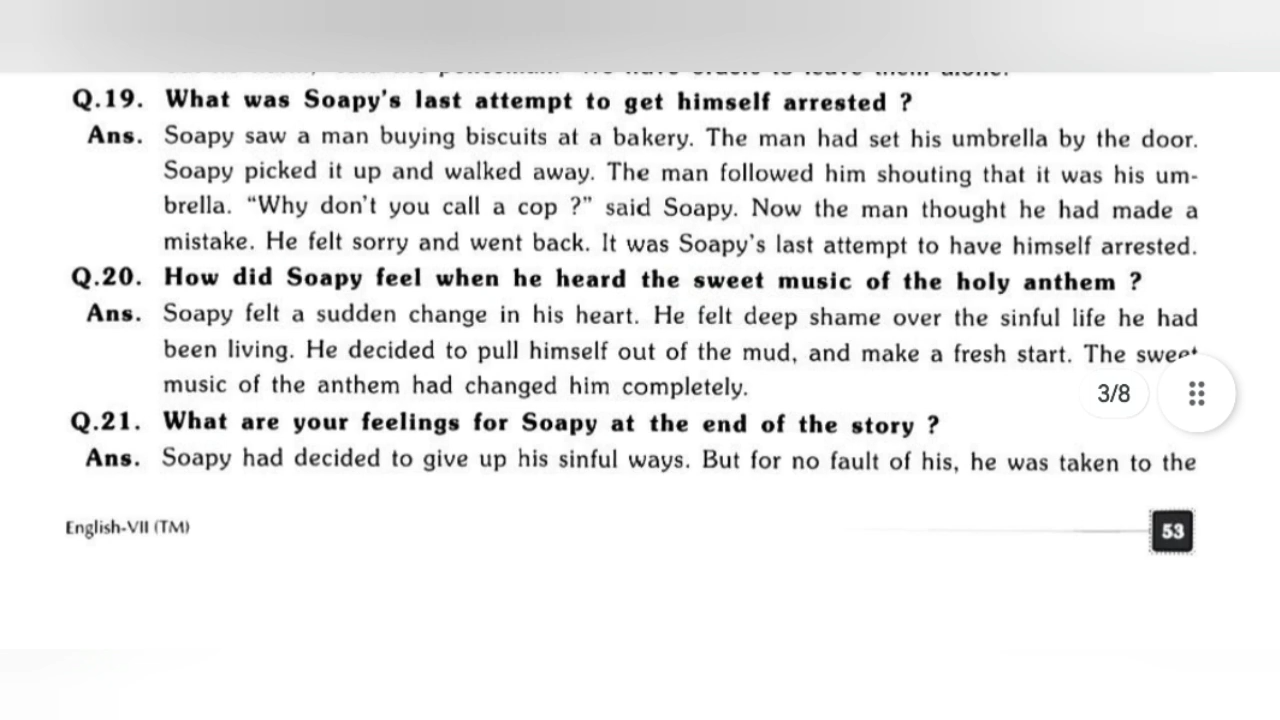 Q.19. What was Soapy's last attempt to get himself arrested ?
Ans. Soapy saw a man buying biscuits at a bakery. The man had set his umbrella by the door.
Soapy picked it up and walked away. The man followed him shouting that it was his um-
brella. “Why don't you call a cop ?” said Soapy. Now the man thought he had made a
mistake. He felt sorry and went back. It was Soapy's last attempt to have himself arrested.
Q.20. How did Soapy feel when he heard the sweet music of the holy anthem ?
Ans. Soapy felt a sudden change in his heart. He felt deep shame over the sinful life he had
been living. He decided to pull himself out of the mud, and make a fresh start. The sweet
music of the anthem had changed him completely.
3/8
Q.21. What are your feelings for Soapy at the end of the story ?
Ans. Soapy had decided to give up his sinful ways. But for no fault of his, he was taken to the
English-VII (TM)
53